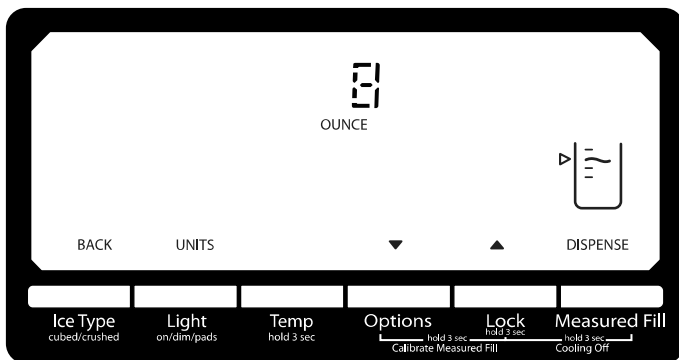 8
OUNCE
BACK UNITS ▼ ▲ DISPENSE
Ice Type Light Temp Options Lock Measured Fill
cubed/crushed on/dim/pads hold 3 sec hold 3 sec
hold 3 sec hold 3 sec
Calibrate Measured Fill Cooling Off